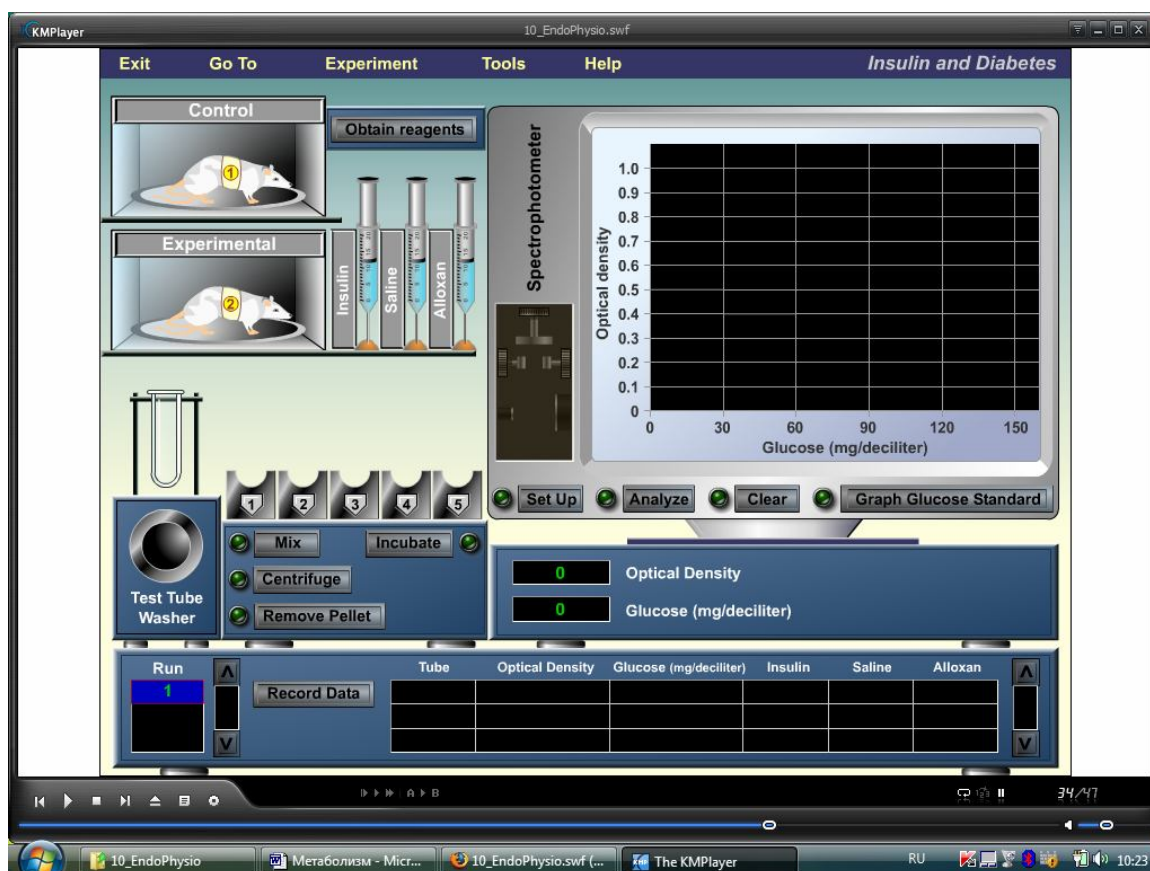 KMPlayer
10_EndoPhysio.swf
Exit Go To Experiment Tools Help Insulin and Diabetes
Control
Obtain reagents
1
Experimental
2
Insulin
Saline
Alloxan
Spectrophotometer
Optical density
1.0
0.9
0.8
0.7
0.6
0.5
0.4
0.3
0.2
0.1
0
0 30 60 90 120 150
Glucose (mg/deciliter)
Set Up Analyze Clear Graph Glucose Standard
1 2 3 4 5
Mix Incubate
Centrifuge
Remove Pellet
Test Tube
Washer
0 Optical Density
0 Glucose (mg/deciliter)
Run
1
Record Data
Tube Optical Density Glucose (mg/deciliter) Insulin Saline Alloxan
A B
34/47
10_EndoPhysio
Метаболизм - Micr...
10_EndoPhysio.swf (...
The KMPlayer
RU
10:23